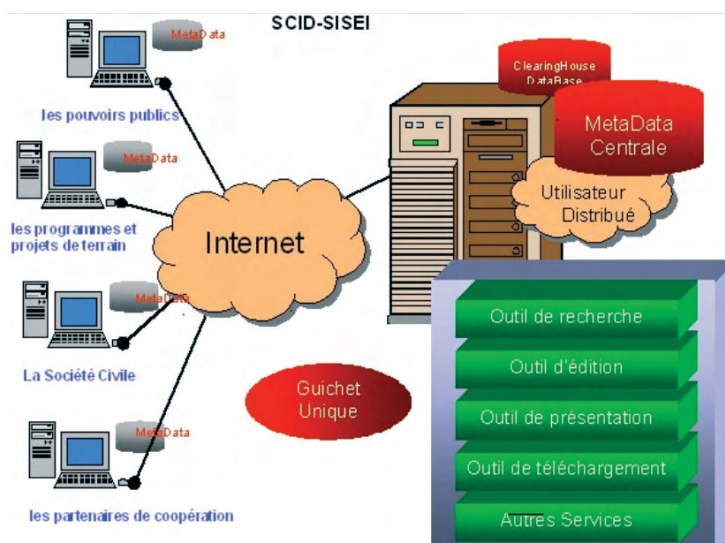 SCID-SISEI
MetaData
les pouvoirs publics
MetaData
les programmes et
projets de terrain
MetaData
La Société Civile
MetaData
les partenaires de coopération
Internet
ClearingHouse
DataBase
MetaData
Centrale
Utilisateur
Distribué
Guichet
Unique
Outil de recherche
Outil d'édition
Outil de présentation
Outil de téléchargement
Autres Services